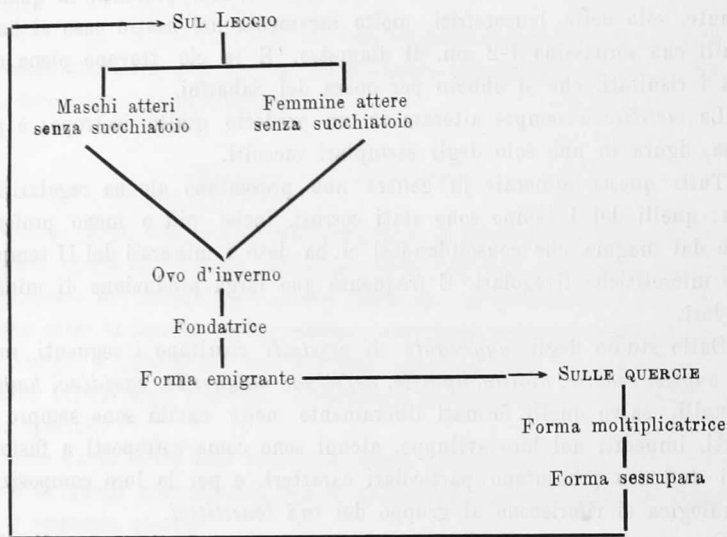 SUL LECCIO
Maschi atteri
senza succhiatoio
Femmine attere
senza succhiatoio
Ovo d'inverno
Fondatrice
Forma emigrante
SULLE QUERCIE
Forma moltiplicatrice
Forma sessupara